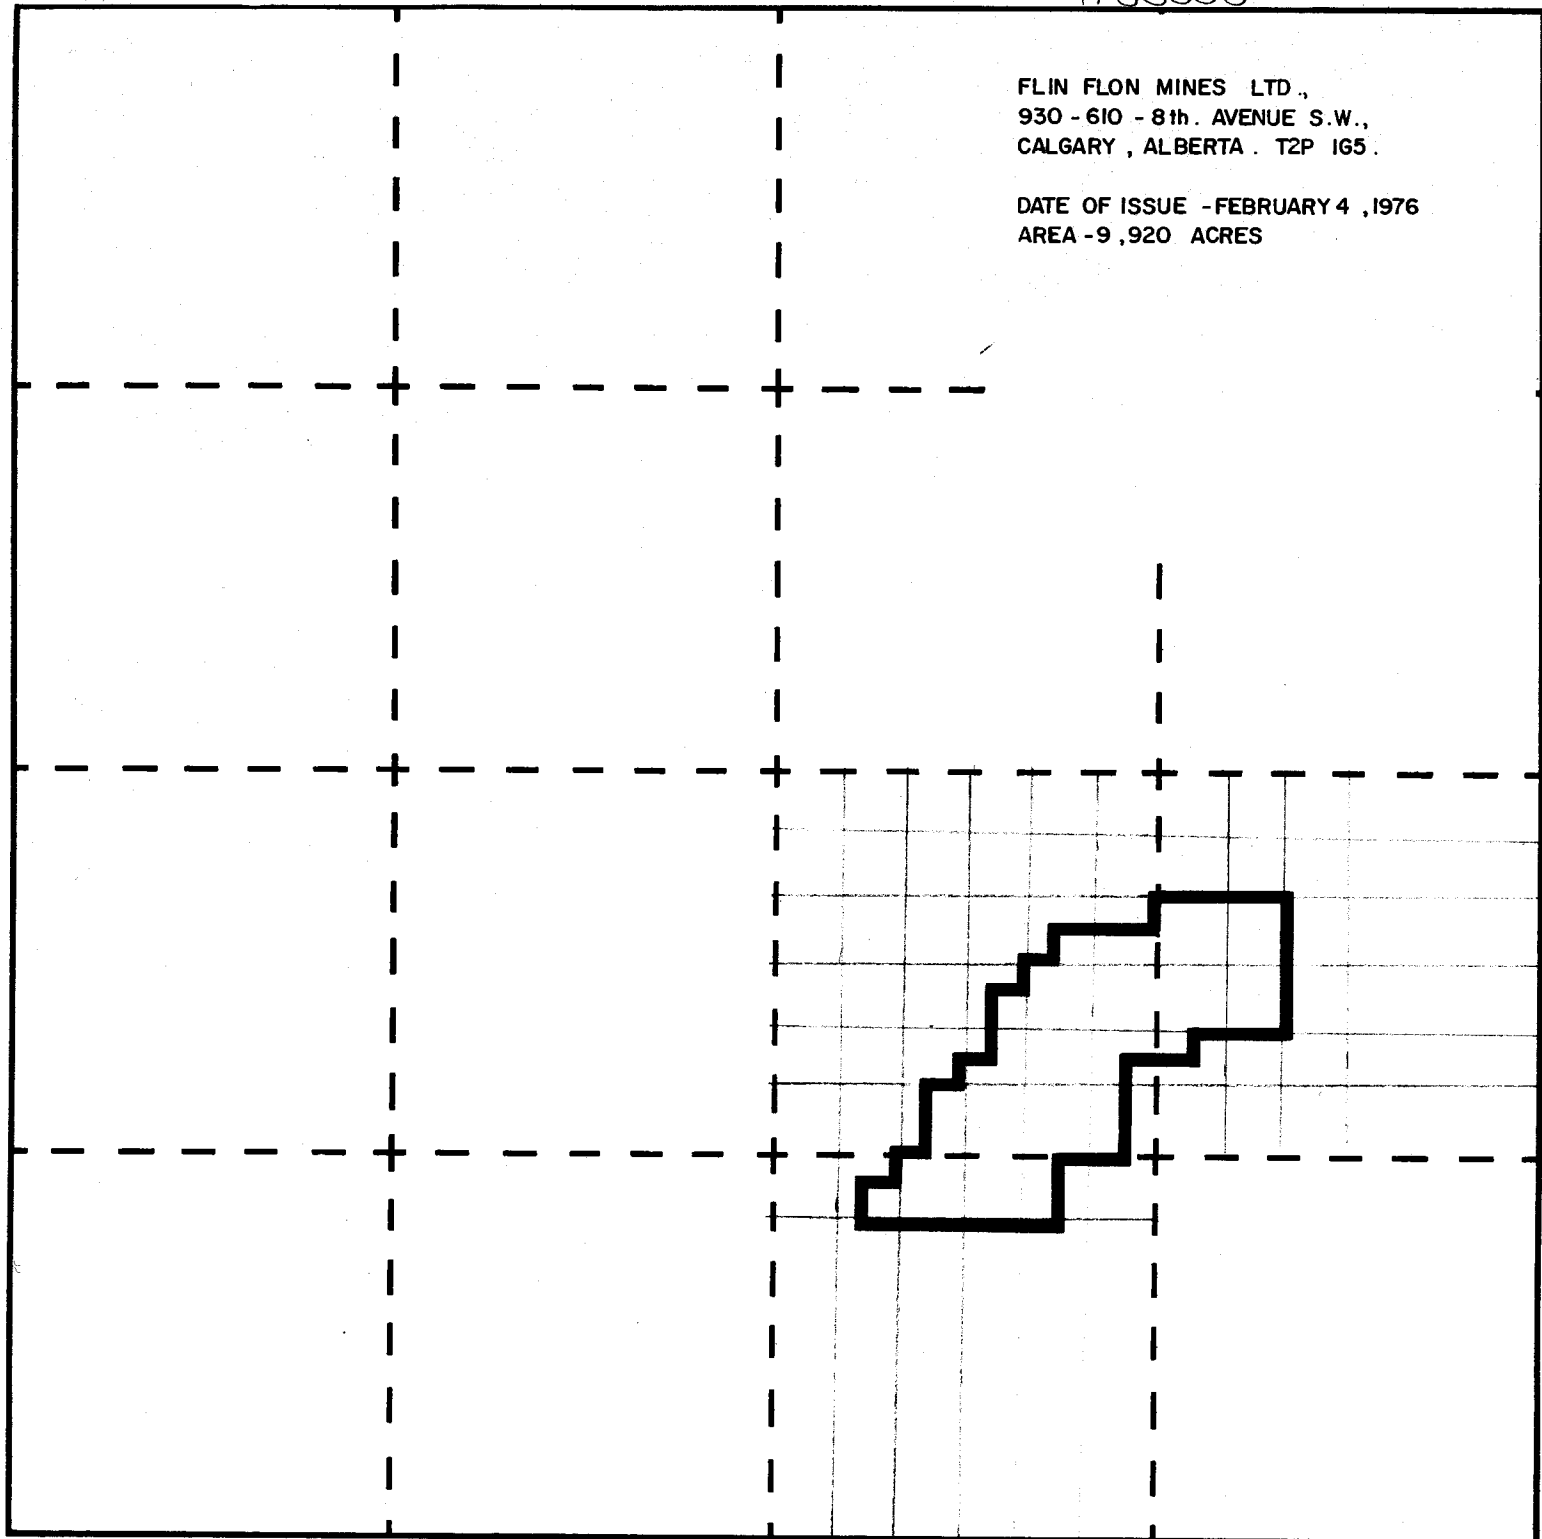 FLIN FLON MINES LTD.,
930 - 610 - 8th. AVENUE S.W.,
CALGARY , ALBERTA . T2P 1G5 .
DATE OF ISSUE - FEBRUARY 4 , 1976
AREA - 9 ,920 ACRES